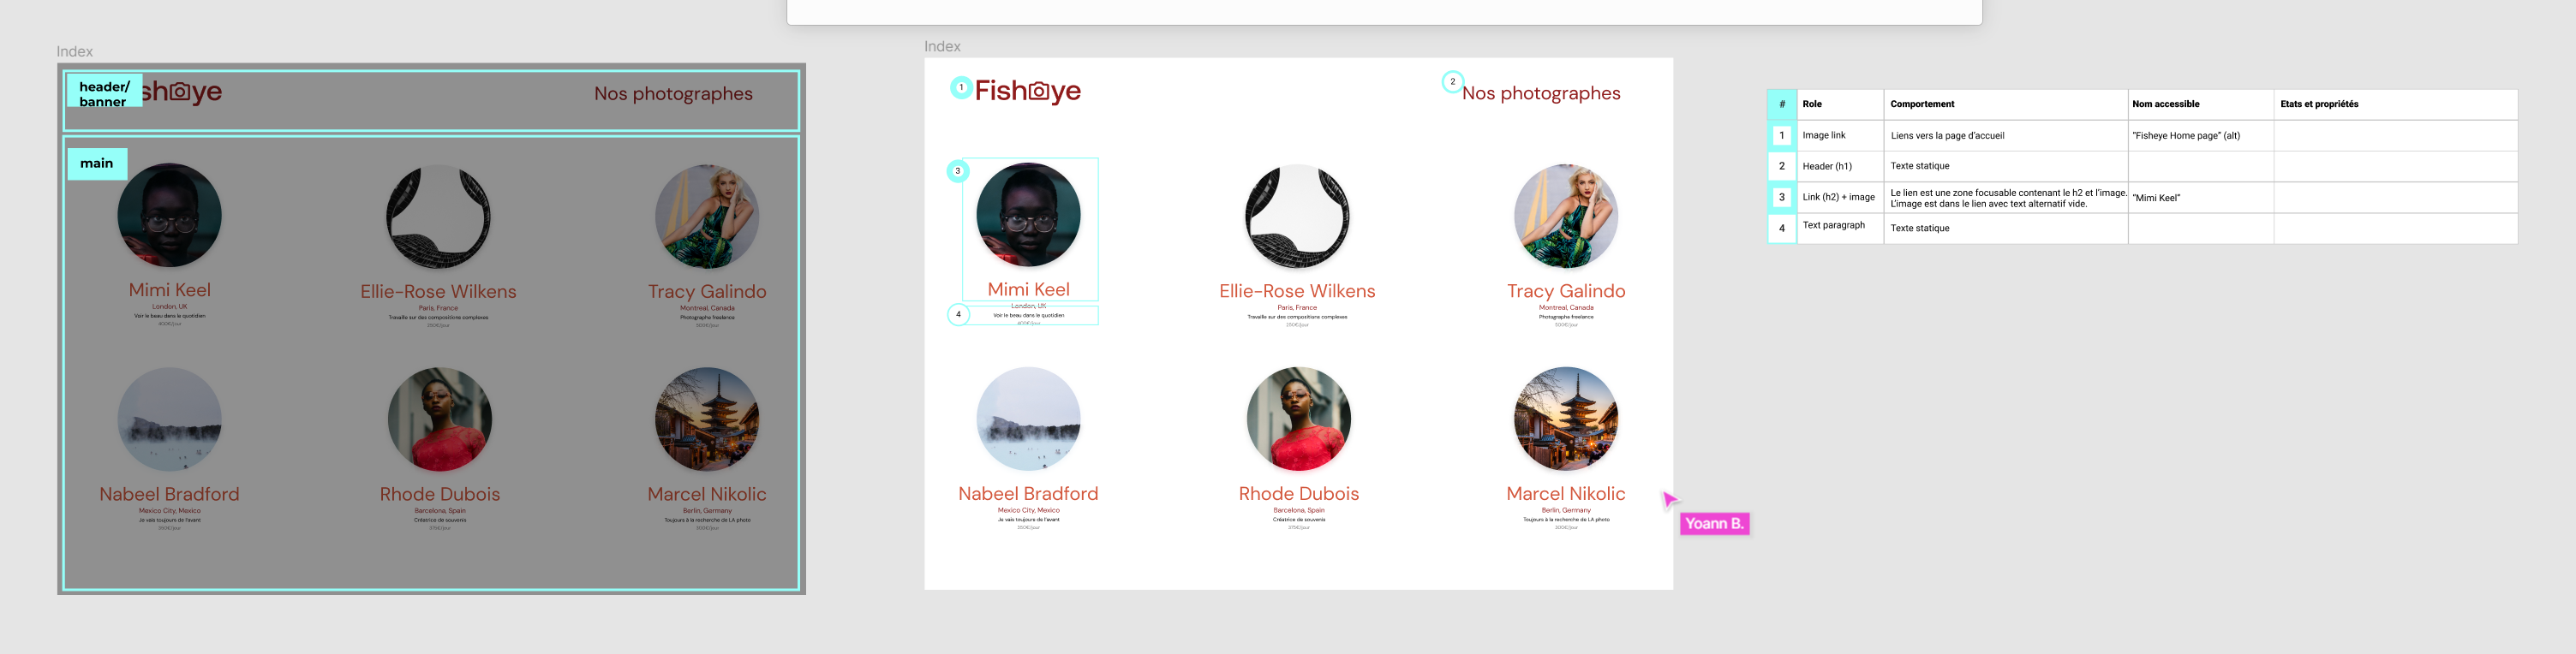 Index
header/
banner
Fisheye
Nos photographes
main
Mimi Keel
London, UK
Voir le beau dans le quotidien
400€/jour
Ellie-Rose Wilkens
Paris, France
Travaille sur des compositions complexes
250€/jour
Tracy Galindo
Montreal, Canada
Photographe freelance
500€/jour
Nabeel Bradford
Mexico City, Mexico
Je vais toujours de l'avant
350€/jour
Rhode Dubois
Barcelona, Spain
Créatrice de souvenirs
275€/jour
Marcel Nikolic
Berlin, Germany
Toujours à la recherche de LA photo
300€/jour
Index
1
Fisheye
2
Nos photographes
3
Mimi Keel
London, UK
4
Voir le beau dans le quotidien
400€/jour
Ellie-Rose Wilkens
Paris, France
Travaille sur des compositions complexes
250€/jour
Tracy Galindo
Montreal, Canada
Photographe freelance
500€/jour
Nabeel Bradford
Mexico City, Mexico
Je vais toujours de l'avant
350€/jour
Rhode Dubois
Barcelona, Spain
Créatrice de souvenirs
275€/jour
Marcel Nikolic
Berlin, Germany
Toujours à la recherche de LA photo
300€/jour
Yoann B.
# Role Comportement Nom accessible Etats et propriétés
1 Image link Liens vers la page d'accueil "Fisheye Home page" (alt)
2 Header (h1) Texte statique
3 Link (h2) + image Le lien est une zone focusable contenant le h2 et l'image. "Mimi Keel"
L'image est dans le lien avec text alternatif vide.
4 Text paragraph Texte statique